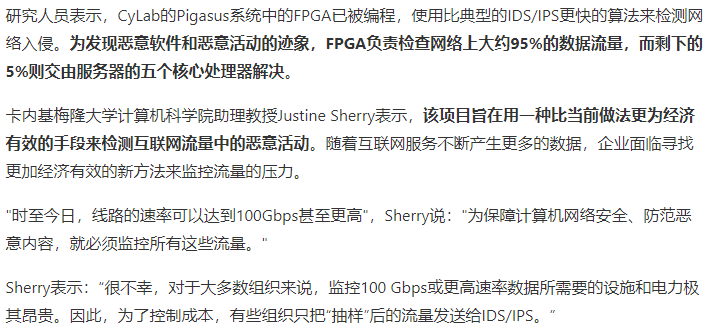 研究人员表示，CyLab的Pigasus系统中的FPGA已被编程，使用比典型的IDS/IPS更快的算法来检测网
络入侵。为发现恶意软件和恶意活动的迹象，FPGA负责检查网络上大约95%的数据流量，而剩下的
5%则交由服务器的五个核心处理器解决。
卡内基梅隆大学计算机科学院助理教授Justine Sherry表示，该项目旨在用一种比当前做法更为经济
有效的手段来检测互联网流量中的恶意活动。随着互联网服务不断产生更多的数据，企业面临寻找
更加经济有效的新方法来监控流量的压力。
"时至今日，线路的速率可以达到100Gbps甚至更高"，Sherry说："为保障计算机网络安全、防范恶
意内容，就必须监控所有这些流量。"
Sherry表示：“很不幸，对于大多数组织来说，监控100 Gbps或更高速率数据所需要的设施和电力极
其昂贵。因此，为了控制成本，有些组织只把“抽样”后的流量发送给IDS/IPS。”